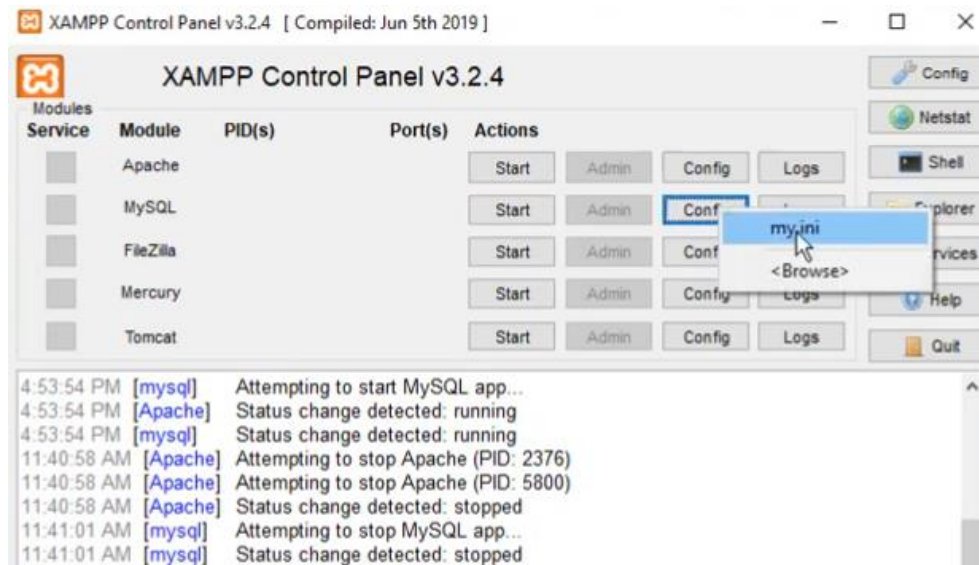 XAMPP Control Panel v3.2.4 [ Compiled: Jun 5th 2019 ]
XAMPP Control Panel v3.2.4
Config
Modules
Service Module PID(s) Port(s) Actions
Netstat
Apache Start Admin Config Logs
Shell
MySQL Start Admin Conf
plorer
my.ini
FileZilla Start Admin Conf
rvices
<Browse>
Mercury Start Admin Config Logs
Help
Tomcat Start Admin Config Logs
Quit
4:53:54 PM [mysql] Attempting to start MySQL app...
4:53:54 PM [Apache] Status change detected: running
4:53:54 PM [mysql] Status change detected: running
11:40:58 AM [Apache] Attempting to stop Apache (PID: 2376)
11:40:58 AM [Apache] Attempting to stop Apache (PID: 5800)
11:40:58 AM [Apache] Status change detected: stopped
11:41:01 AM [mysql] Attempting to stop MySQL app...
11:41:01 AM [mysql] Status change detected: stopped